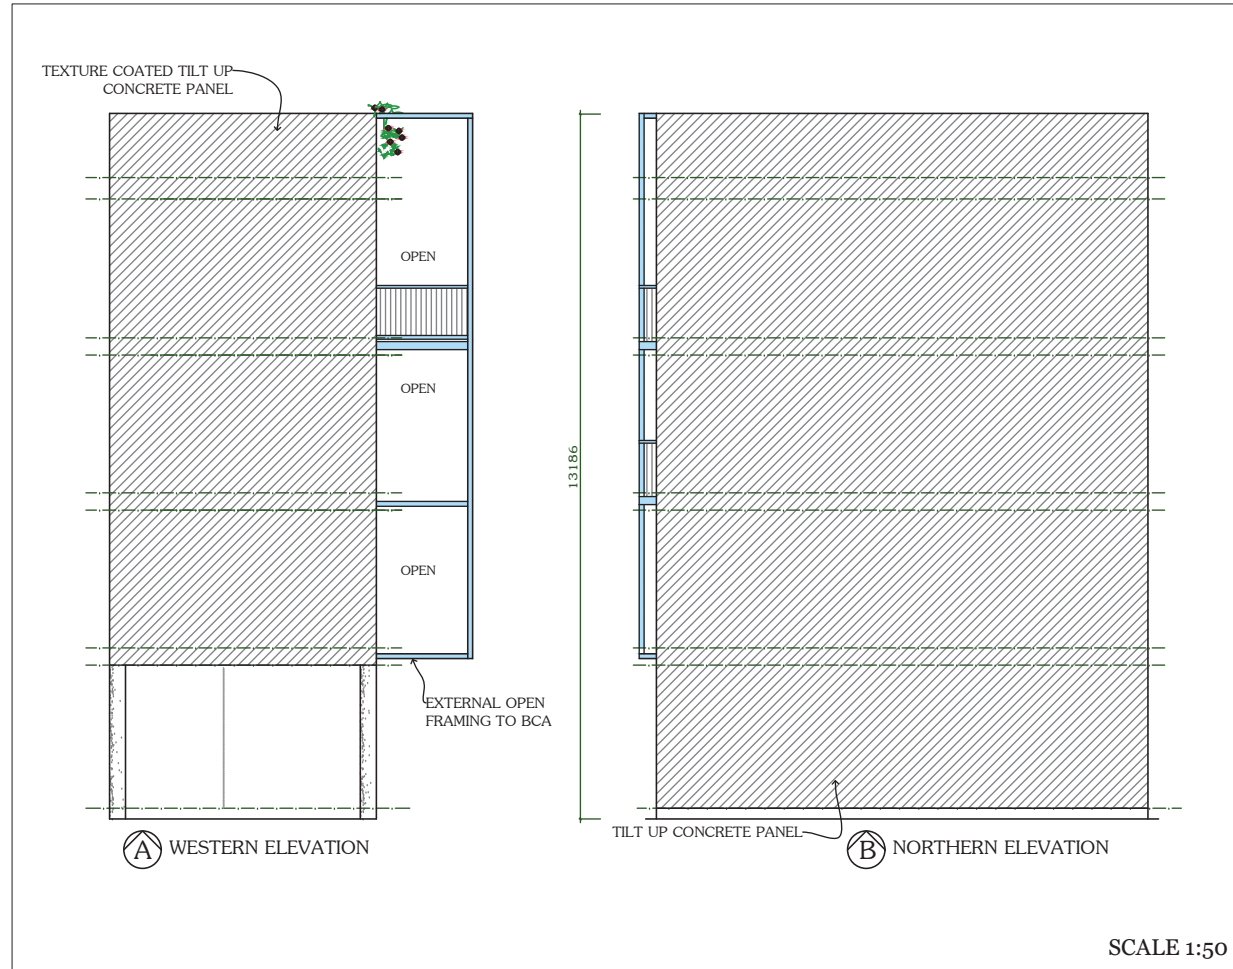 TEXTURE COATED TILT UP
CONCRETE PANEL
OPEN
OPEN
OPEN
EXTERNAL OPEN
FRAMING TO BCA
A WESTERN ELEVATION
13186
TILT UP CONCRETE PANEL
B NORTHERN ELEVATION
SCALE 1:50